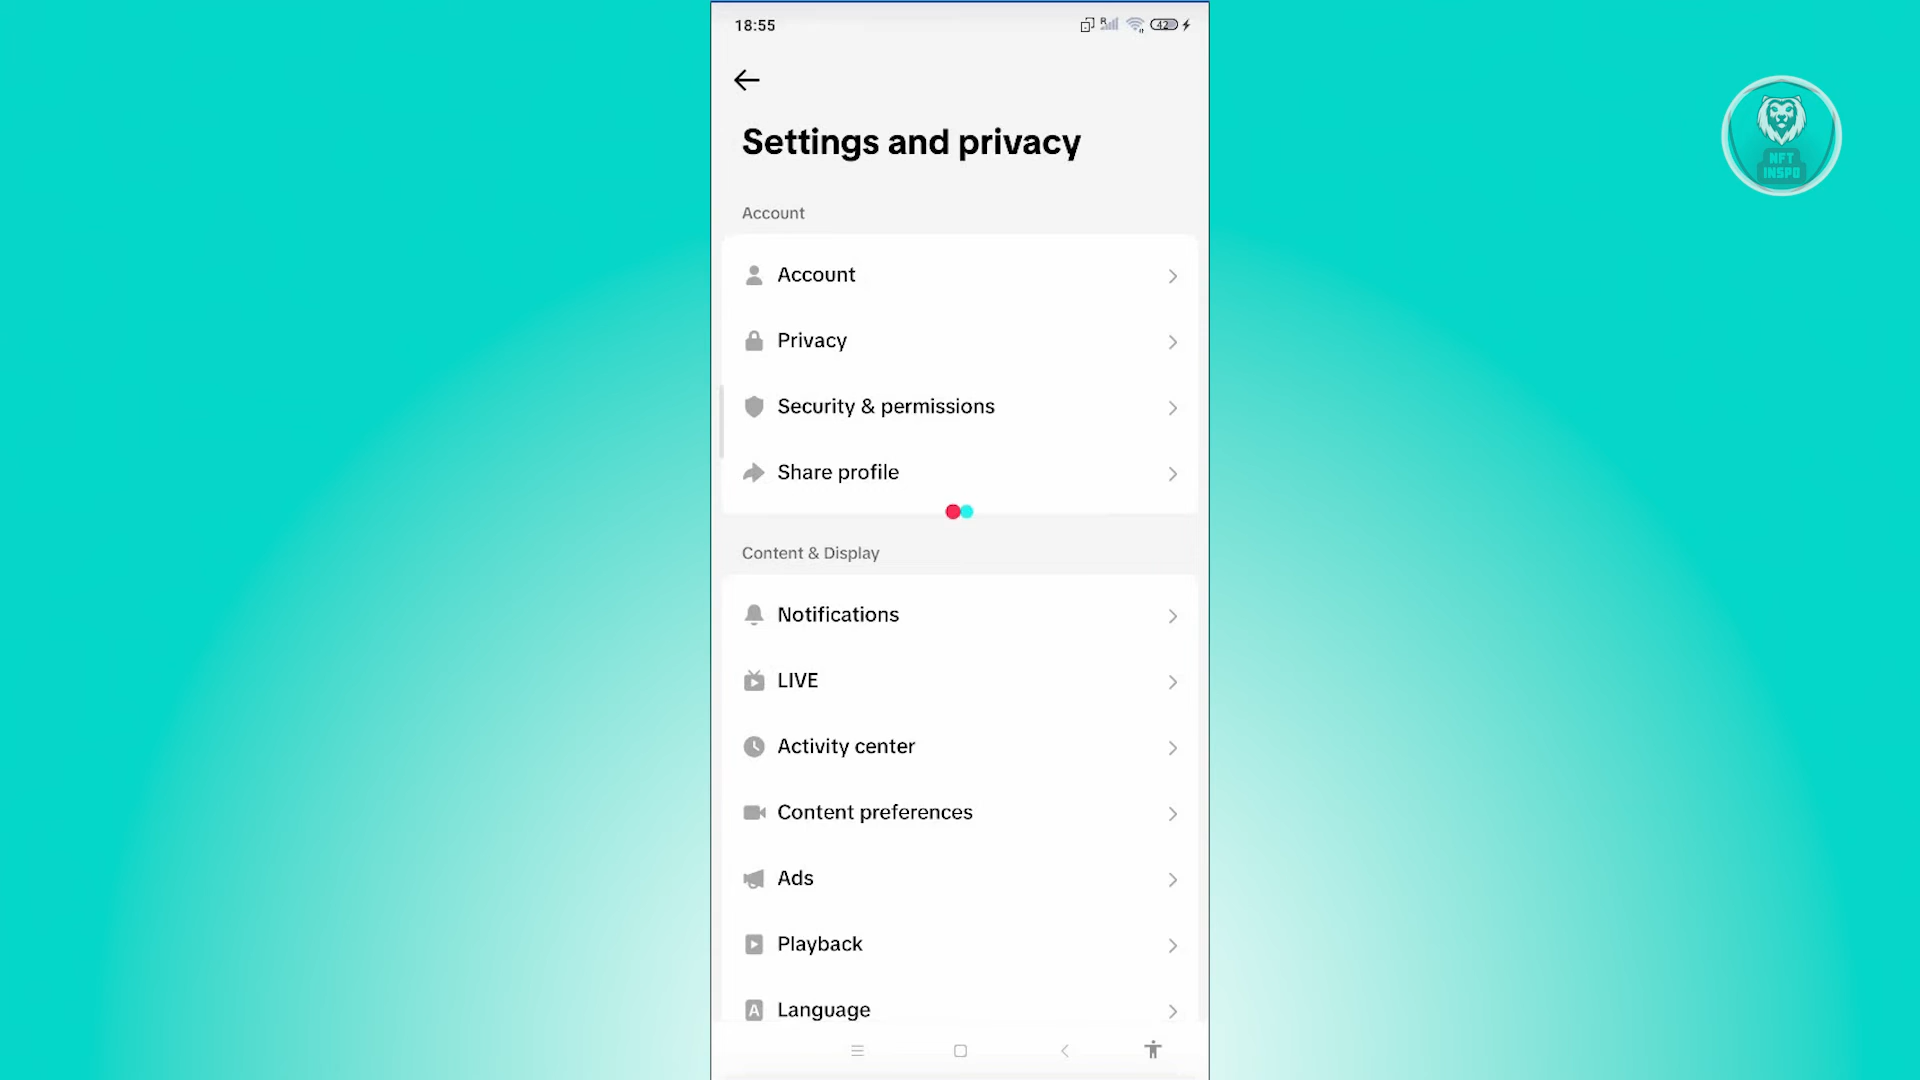 18:55
R
42
Settings and privacy
Account
Account
Privacy
Security & permissions
Share profile
Content & Display
Notifications
LIVE
Activity center
Content preferences
Ads
Playback
A
Language
NFT
INSPO